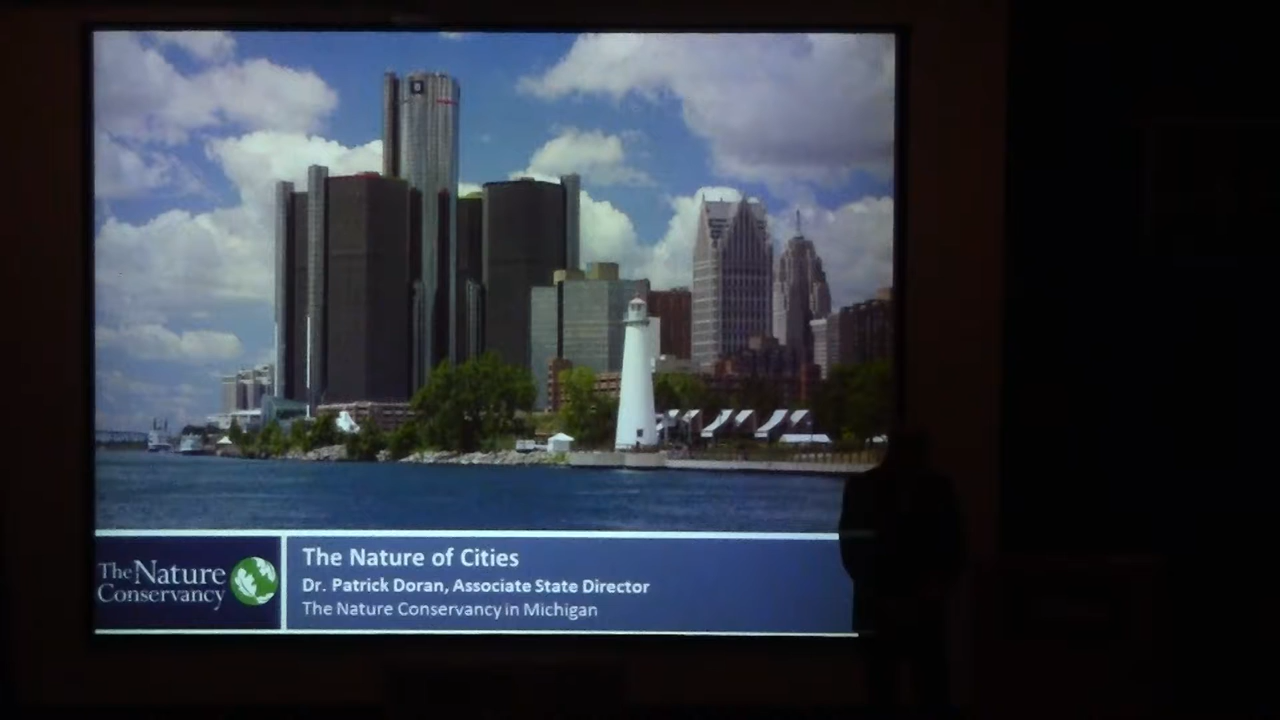 The Nature
Conservancy
The Nature of Cities
Dr. Patrick Doran, Associate State Director
The Nature Conservancy in Michigan